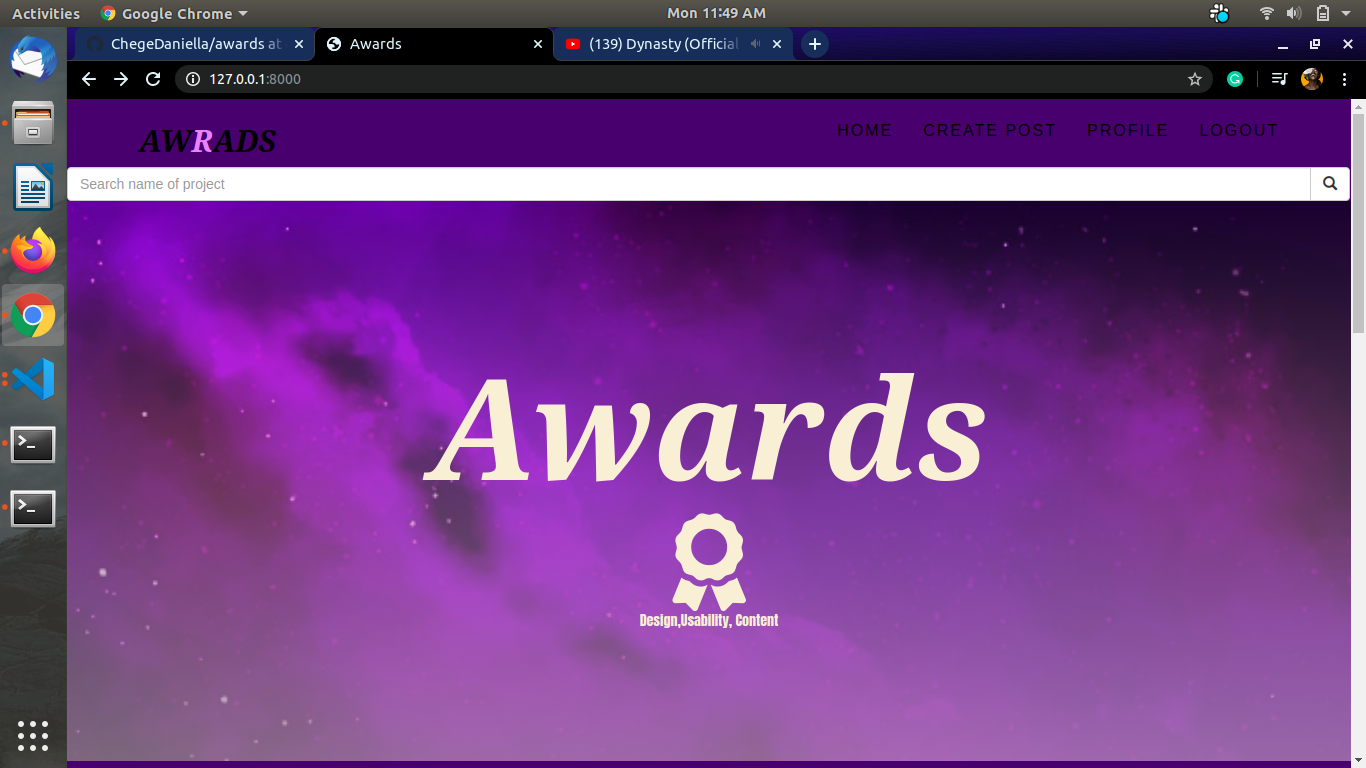 Activities Google Chrome Mon 11:49 AM
ChegeDaniella/awards at Awards (139) Dynasty (Official
127.0.0.1:8000
AWRADS HOME CREATE POST PROFILE LOGOUT
Search name of project
Awards
Design,Usability, Content